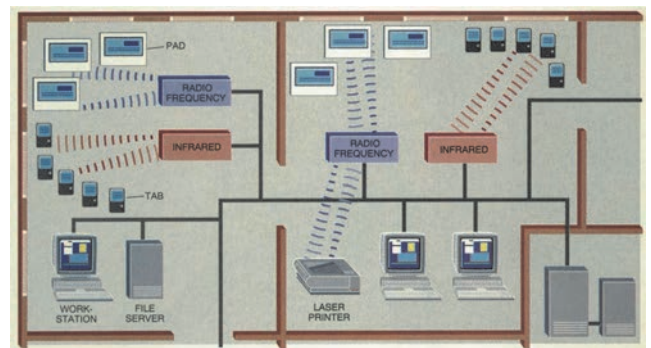 PAD
RADIO
FREQUENCY
INFRARED
TAB
RADIO
FREQUENCY
INFRARED
WORK-
STATION
FILE
SERVER
LASER
PRINTER